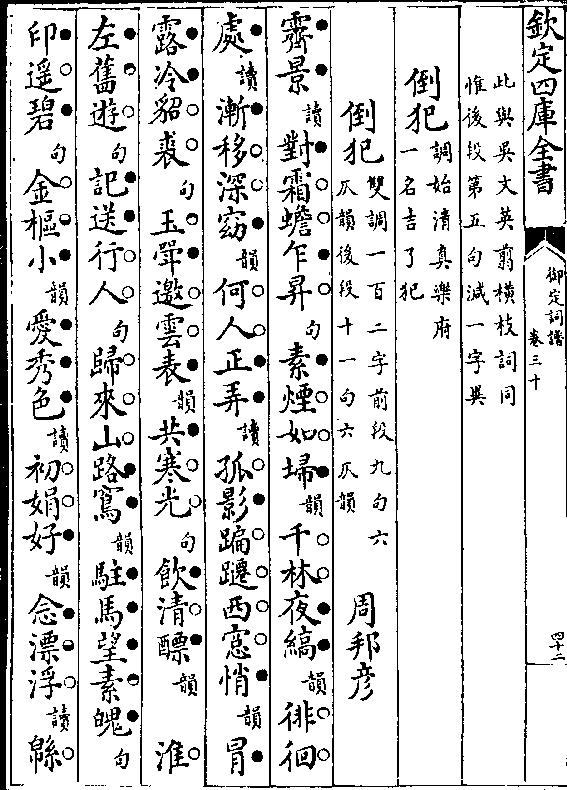 欽定四庫全書
御定詞譜
卷三十
四十二
此與吳文英剪橫枝詞同
惟後段第五句減一字異
倒犯 調始清真樂府
一名吉了犯
倒犯 雙調一百二字前段九句六
仄韻後段十一句六仄韻 周邦彥
霽景讀對霜蟾乍昇句素煙如埽韻千林夜縞韻徘徊
處讀漸移深窈韻何人正弄讀孤影蹁躚西窓悄韻冒
露冷貂裘句玉斝邀雲表韻共寒光句飲清醥韻 淮
左舊遊句記送行人句歸來山路窵韻駐馬望素魄句
印遥碧句金樞小韻愛秀色讀初娟好韻念漂浮讀緜